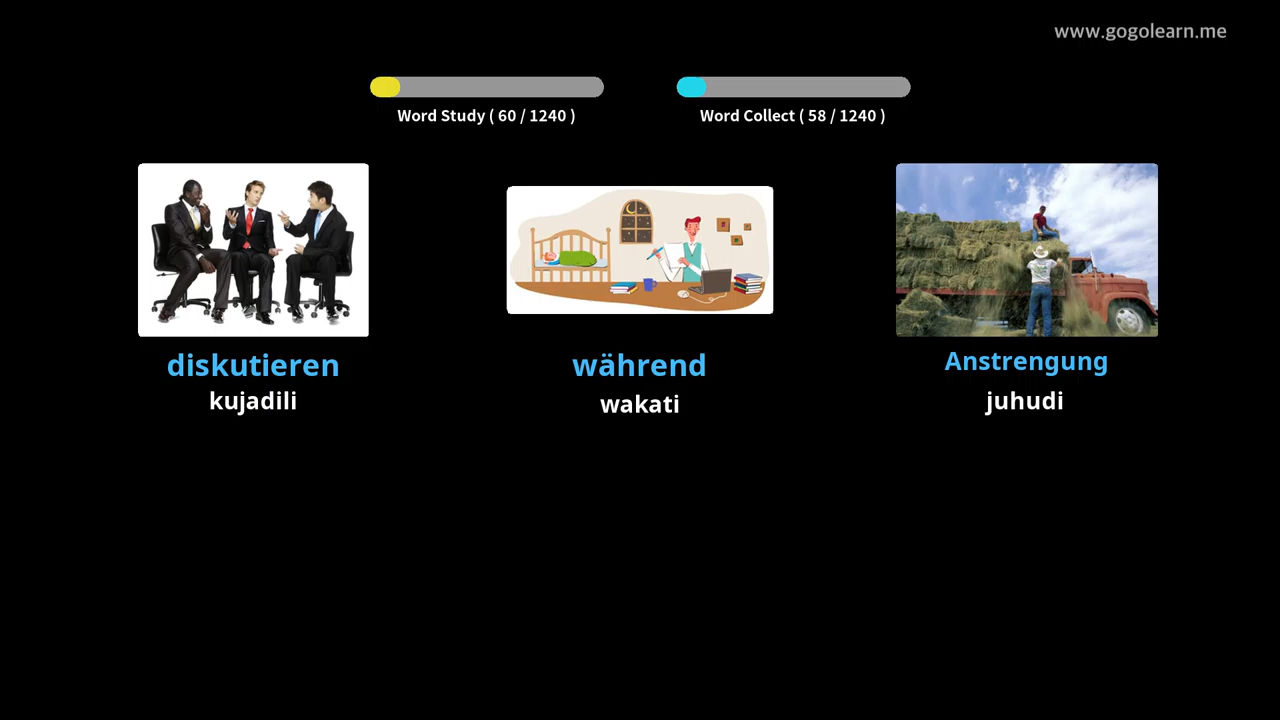 www.gogolearn.me
Word Study ( 60 / 1240 )
Word Collect ( 58 / 1240 )
diskutieren
kujadili
während
wakati
Anstrengung
juhudi